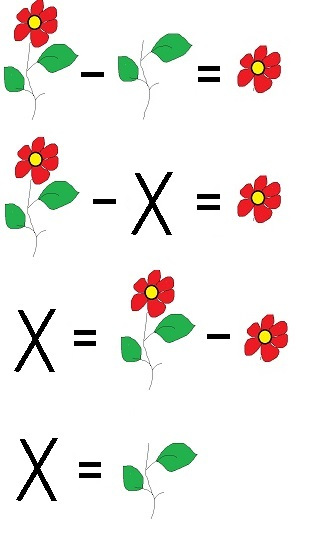 − =
− X =
X = −
X =